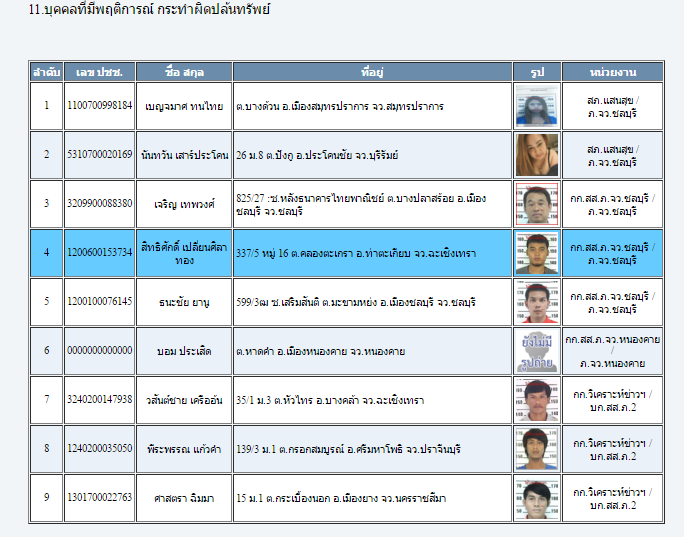 11.บุคคลที่มีพฤติการณ์ กระทำผิดปล้นทรัพย์
ลำดับ เลข ปชช. ชื่อ สกุล ที่อยู่ รูป หน่วยงาน
1 1100700998184 เบญจมาศ ทนไทย ต.บางด้วน อ.เมืองสมุทรปราการ จว.สมุทรปราการ สภ.แสนสุข /
ภ.จว.ชลบุรี
2 5310700020169 นันทวัน เสาร์ประโคน 26 ม.8 ต.ปังกู อ.ประโคนชัย จว.บุรีรัมย์ สภ.แสนสุข /
ภ.จว.ชลบุรี
3 3209900088380 เจริญ เทพวงศ์ 825/27 :ซ.หลังธนาคารไทยพาณิชย์ ต.บางปลาสร้อย อ.เมือง
ชลบุรี จว.ชลบุรี กก.สส.ภ.จว.ชลบุรี /
ภ.จว.ชลบุรี
4 1200600153734 สิทธิศักดิ์ เปลี่ยนศิลา
ทอง 337/5 หมู่ 16 ต.คลองตะเกรา อ.ท่าตะเกียบ จว.ฉะเชิงเทรา กก.สส.ภ.จว.ชลบุรี /
ภ.จว.ชลบุรี
5 1200100076145 ธนะชัย ยานู 599/3ฒ ซ.เสริมสันติ ต.มะขามหย่ง อ.เมืองชลบุรี จว.ชลบุรี กก.สส.ภ.จว.ชลบุรี /
ภ.จว.ชลบุรี
6 0000000000000 บอม ประเสิด ต.หาดคำ อ.เมืองหนองคาย จว.หนองคาย ยังไม่มี
รูปถ่าย กก.สส.ภ.จว.หนองคาย
/
ภ.จว.หนองคาย
7 3240200147938 วสันต์ชาย เครืออัน 35/1 ม.3 ต.หัวไทร อ.บางคล้า จว.ฉะเชิงเทรา กก.วิเคราะห์ข่าวฯ /
บก.สส.ภ.2
8 1240200035050 พีระพรรณ แก้วคำ 139/3 ม.1 ต.กรอกสมบูรณ์ อ.ศรีมหาโพธิ จว.ปราจีนบุรี กก.วิเคราะห์ข่าวฯ /
บก.สส.ภ.2
9 1301700022763 ศาสตรา ฉิมมา 15 ม.1 ต.กระเบื้องนอก อ.เมืองยาง จว.นครราชสีมา กก.วิเคราะห์ข่าวฯ /
บก.สส.ภ.2